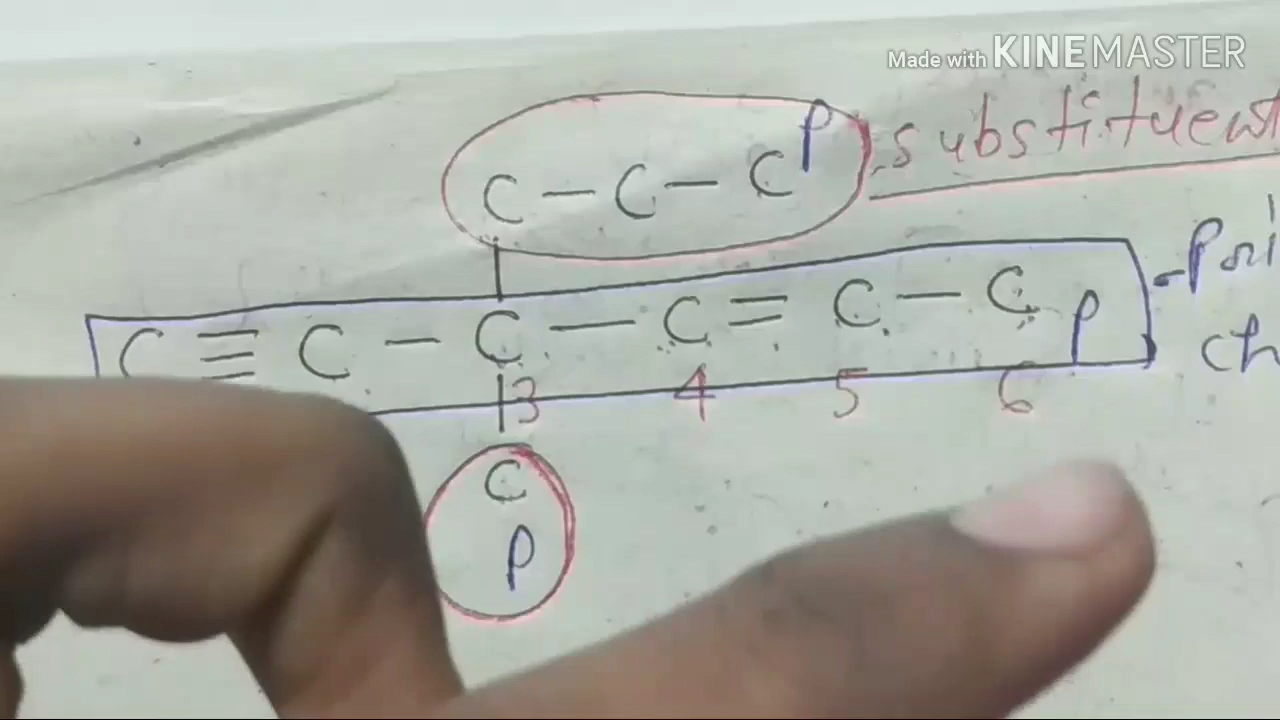 Made with KINEMASTER
C — C — C P substituent
C ≡ C — C — C = C — C P
3 4 5 6
C
P